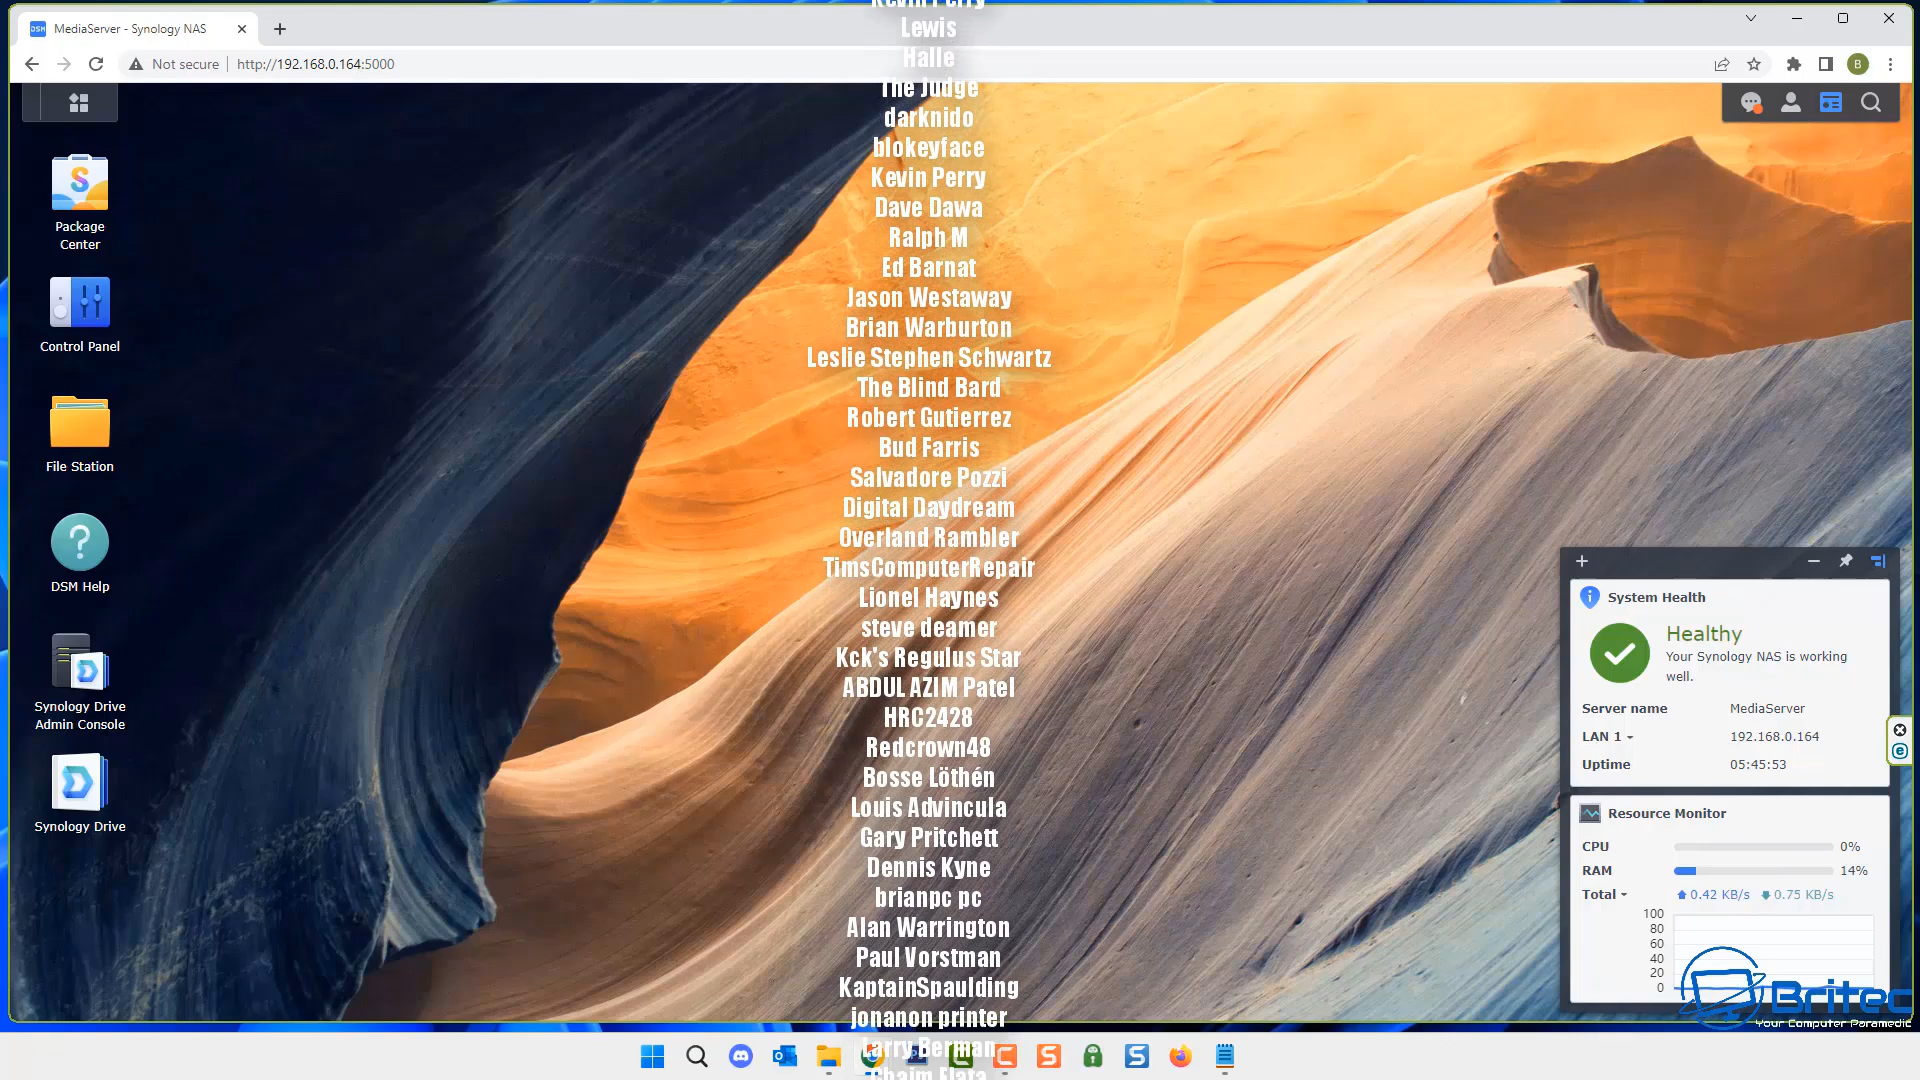 MediaServer - Synology NAS
Not secure
http://192.168.0.164:5000
B
Kevin Perry
Lewis
Halle
The Judge
darknido
blokeyface
Kevin Perry
Dave Dawa
Ralph M
Ed Barnat
Jason Westaway
Brian Warburton
Leslie Stephen Schwartz
The Blind Bard
Robert Gutierrez
Bud Farris
Salvadore Pozzi
Digital Daydream
Overland Rambler
TimsComputerRepair
Lionel Haynes
steve deamer
Kck's Regulus Star
ABDUL AZIM Patel
HRC2428
Redcrown48
Bosse Löthén
Louis Advincula
Gary Pritchett
Dennis Kyne
brianpc pc
Alan Warrington
Paul Vorstman
KaptainSpaulding
jonanon printer
Larry Berman
Package
Center
Control Panel
File Station
DSM Help
Synology Drive
Admin Console
Synology Drive
System Health
Healthy
Your Synology NAS is working
well.
Server name MediaServer
LAN 1 192.168.0.164
Uptime 05:45:53
Resource Monitor
CPU 0%
RAM 14%
Total 0.42 KB/s 0.75 KB/s
100
80
60
40
20
0
Britec
Your Computer Paramedic